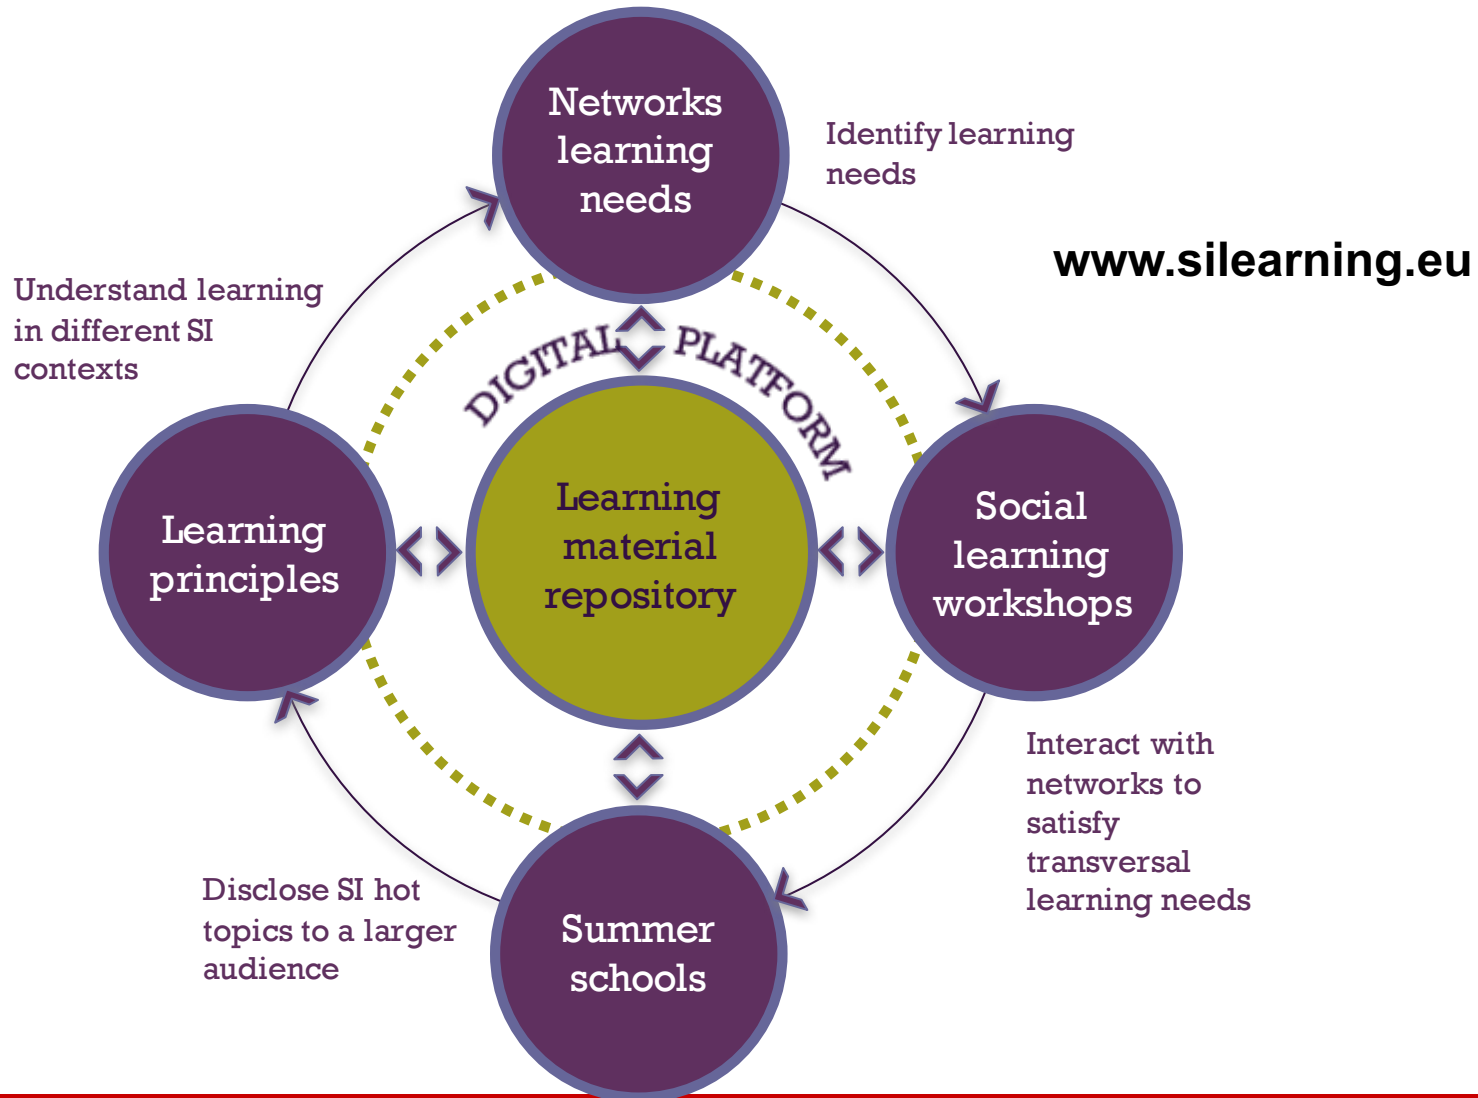 Networks
learning
needs
Identify learning
needs
www.silearning.eu
Understand learning
in different SI
contexts
DIGITAL PLATFORM
Learning
principles
Learning
material
repository
Social
learning
workshops
Interact with
networks to
satisfy
transversal
learning needs
Disclose SI hot
topics to a larger
audience
Summer
schools